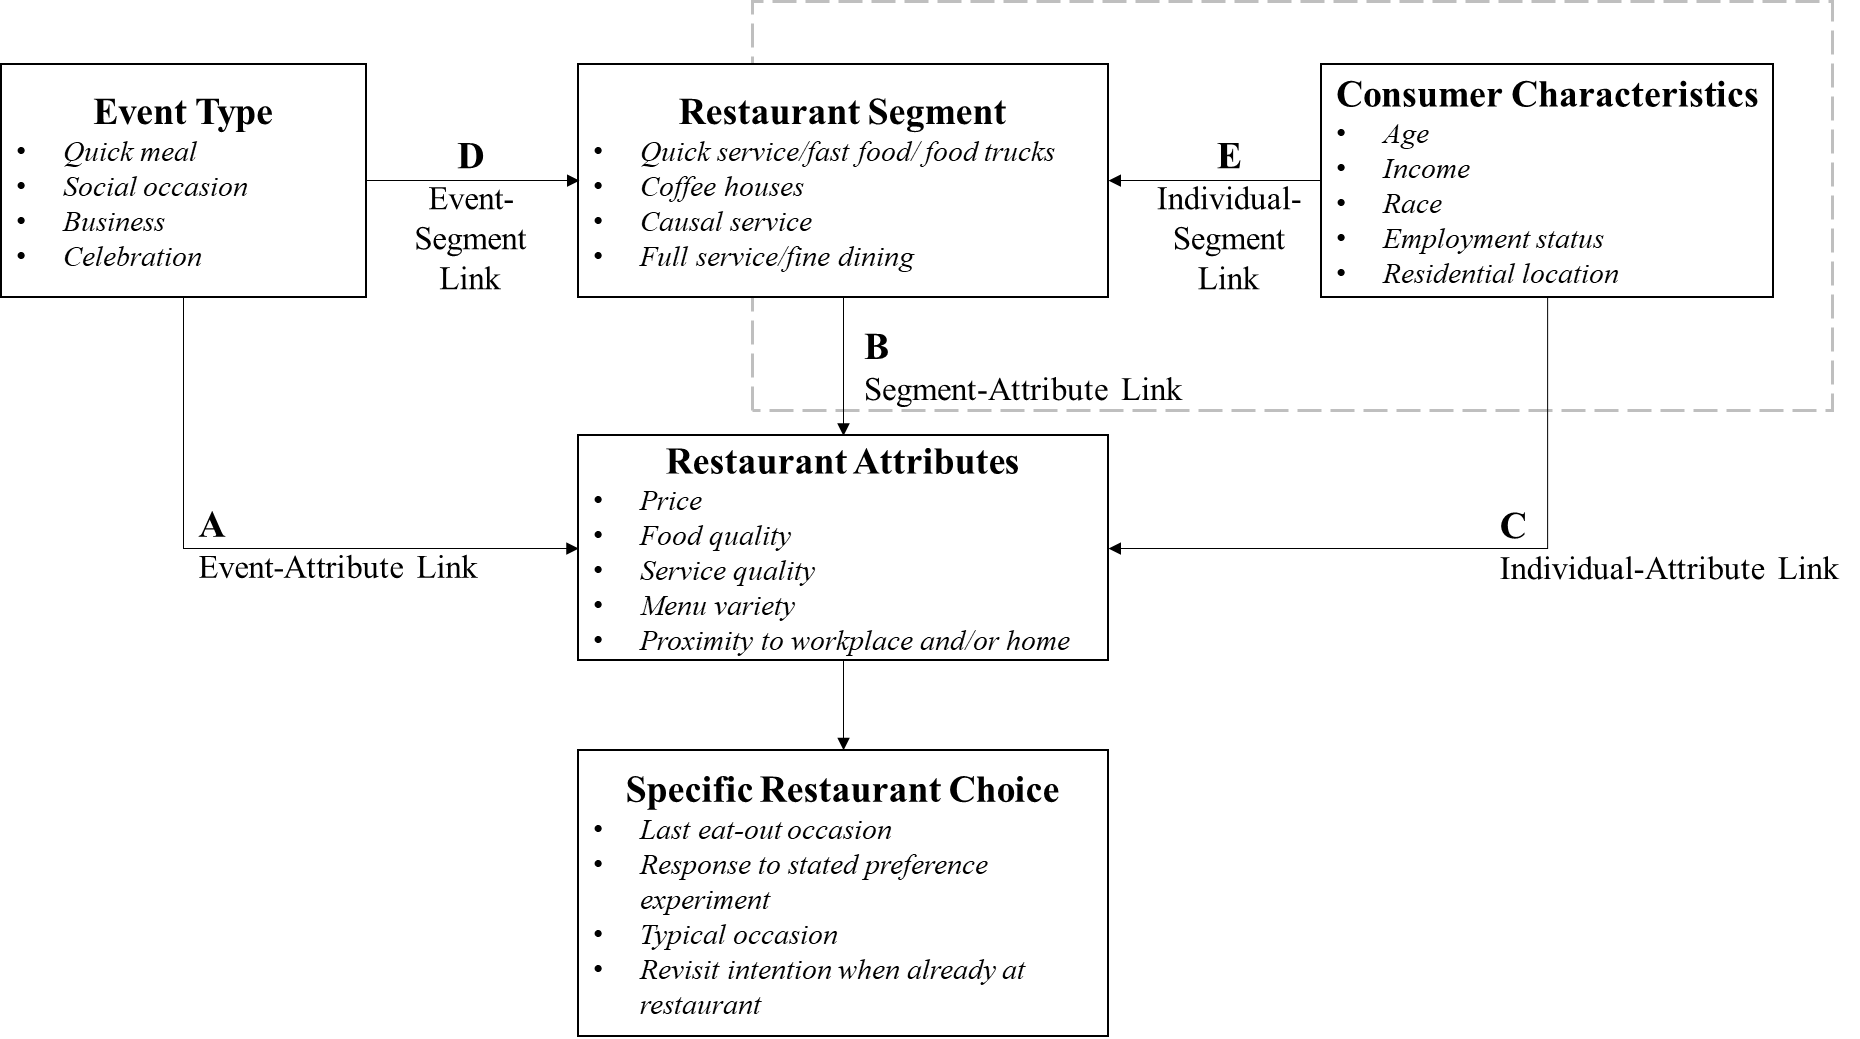 Event Type
• Quick meal
• Social occasion
• Business
• Celebration
D
Event-
Segment
Link
Restaurant Segment
• Quick service/fast food/ food trucks
• Coffee houses
• Causal service
• Full service/fine dining
E
Individual-
Segment
Link
Consumer Characteristics
• Age
• Income
• Race
• Employment status
• Residential location
B
Segment-Attribute Link
A
Event-Attribute Link
Restaurant Attributes
• Price
• Food quality
• Service quality
• Menu variety
• Proximity to workplace and/or home
C
Individual-Attribute Link
Specific Restaurant Choice
• Last eat-out occasion
• Response to stated preference
experiment
• Typical occasion
• Revisit intention when already at
restaurant